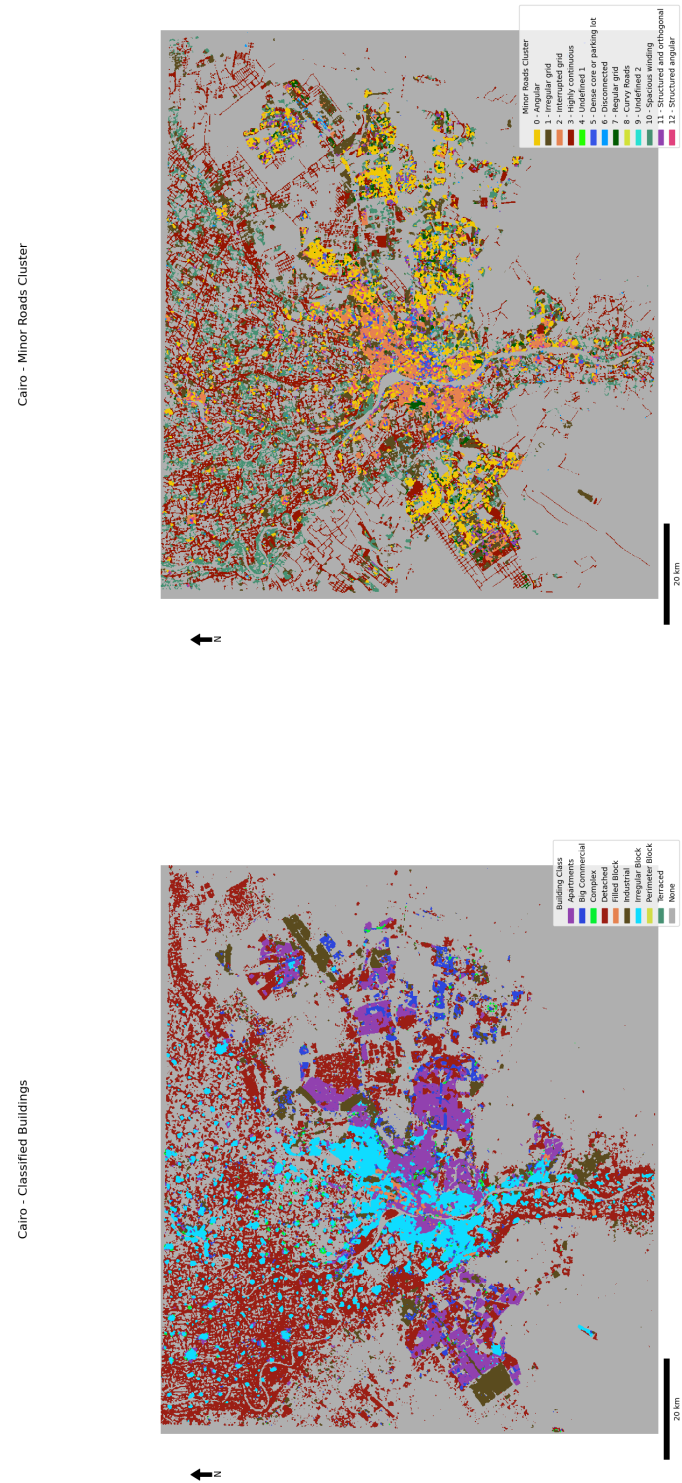 Cairo - Classified Buildings
Building Class
Apartments
Big Commercial
Complex
Detached
Filled Block
Industrial
Irregular Block
Perimeter Block
Terraced
None
N
20 km
Cairo - Minor Roads Cluster
Minor Roads Cluster
0 - Angular
1 - Irregular grid
2 - Interrupted grid
3 - Highly continuous
4 - Undefined 1
5 - Dense core or parking lot
6 - Disconnected
7 - Regular grid
8 - Curvy Roads
9 - Undefined 2
10 - Spacious winding
11 - Structured and orthogonal
12 - Structured angular
N
20 km